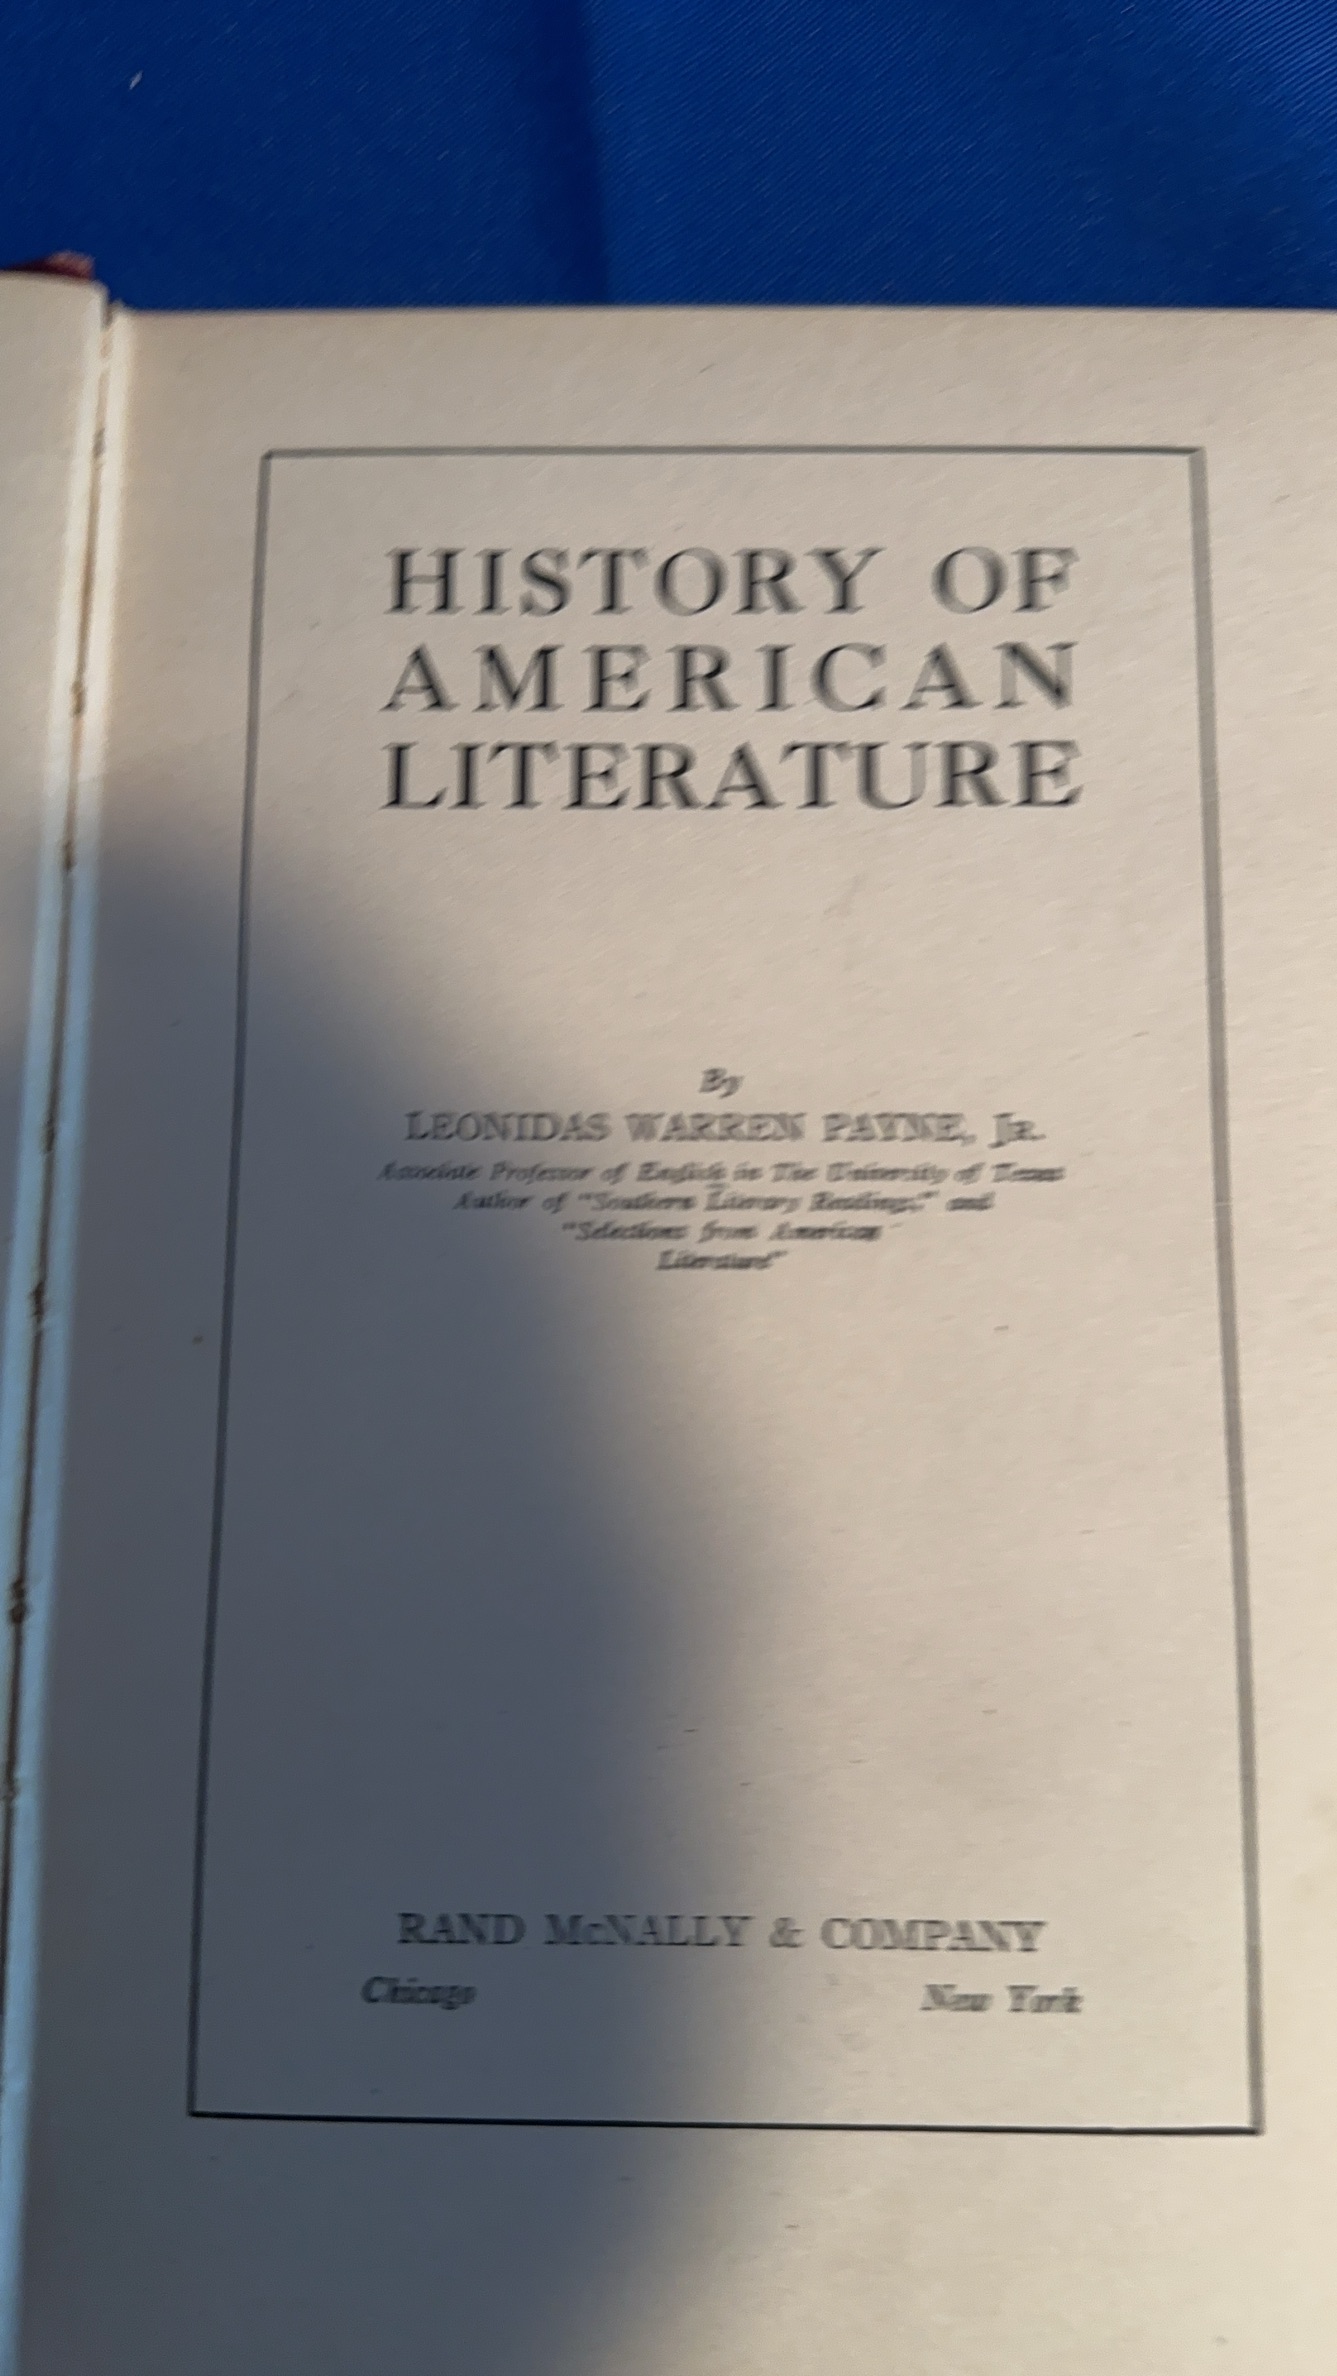 HISTORY OF
AMERICAN
LITERATURE
By
LEONIDAS WARREN PAYNE, Jr.
Associate Professor of English in The University of Texas
Author of "Southern Literary Readings," and
"Selections from American
Literature"
RAND McNALLY & COMPANY
Chicago New York